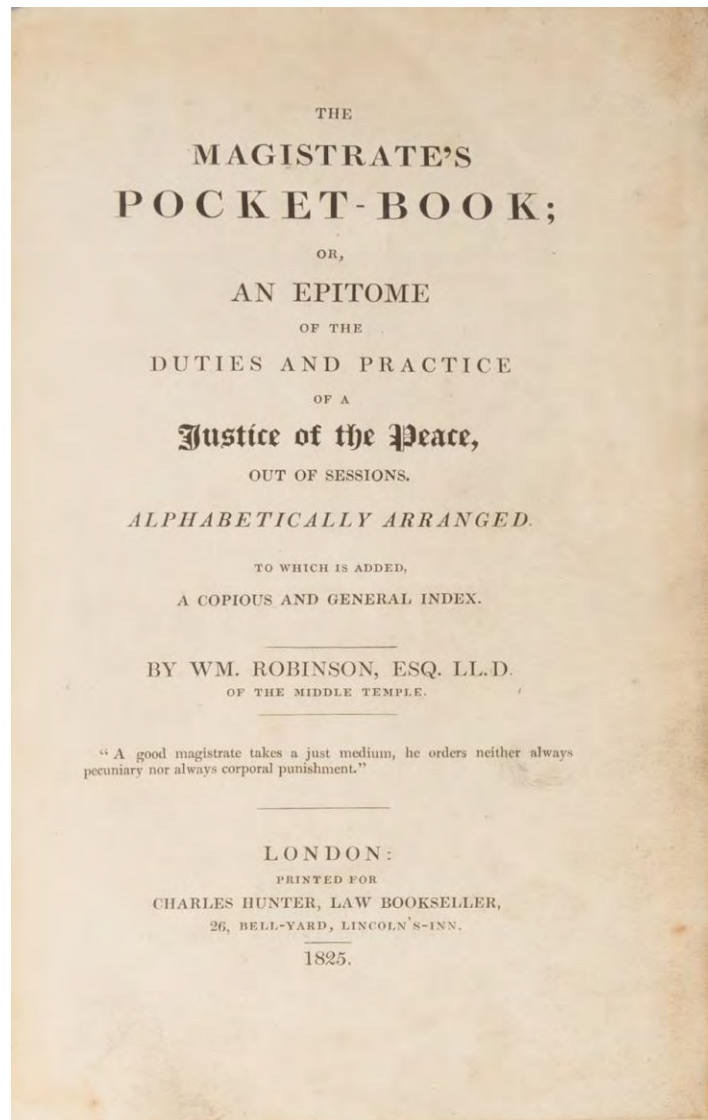 THE
MAGISTRATE'S
POCKET-BOOK;
OR,
AN EPITOME
OF THE
DUTIES AND PRACTICE
OF A
Justice of the Peace,
OUT OF SESSIONS.
ALPHABETICALLY ARRANGED.
TO WHICH IS ADDED,
A COPIOUS AND GENERAL INDEX.
BY WM. ROBINSON, ESQ. LL.D.
OF THE MIDDLE TEMPLE.
“ A good magistrate takes a just medium, he orders neither always
pecuniary nor always corporal punishment.”
LONDON:
PRINTED FOR
CHARLES HUNTER, LAW BOOKSELLER,
26, BELL-YARD, LINCOLN'S-INN.
1825.